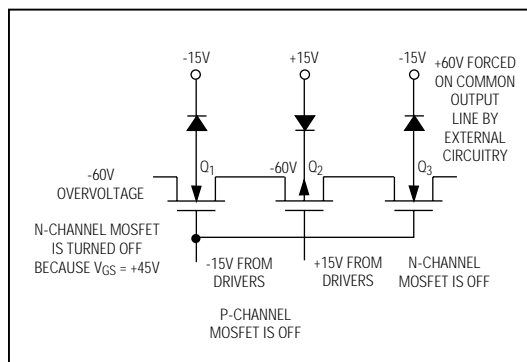 -15V
+15V
-15V
+60V FORCED
ON COMMON
OUTPUT
LINE BY
EXTERNAL
CIRCUITRY
Q1
-60V
Q2
Q3
-60V
OVERVOLTAGE
N-CHANNEL MOSFET
IS TURNED OFF
BECAUSE VGS = +45V
-15V FROM
DRIVERS
+15V FROM
DRIVERS
N-CHANNEL
MOSFET IS OFF
P-CHANNEL
MOSFET IS OFF